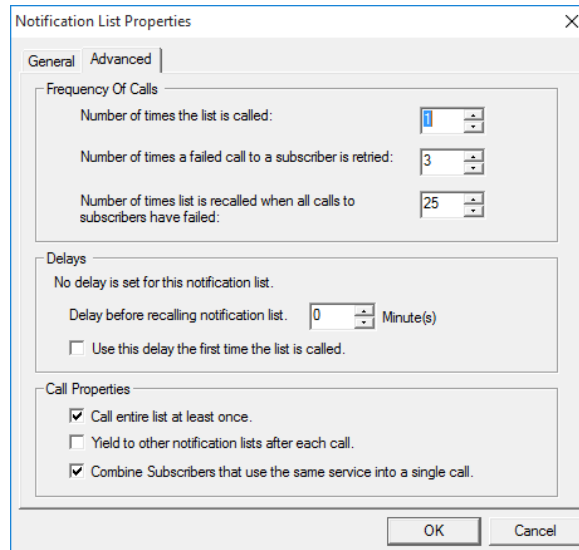 Notification List Properties
General
Advanced
Frequency Of Calls
Number of times the list is called:
1
Number of times a failed call to a subscriber is retried:
3
Number of times list is recalled when all calls to
subscribers have failed:
25
Delays
No delay is set for this notification list.
Delay before recalling notification list.
0
Minute(s)
Use this delay the first time the list is called.
Call Properties
Call entire list at least once.
Yield to other notification lists after each call.
Combine Subscribers that use the same service into a single call.
OK
Cancel